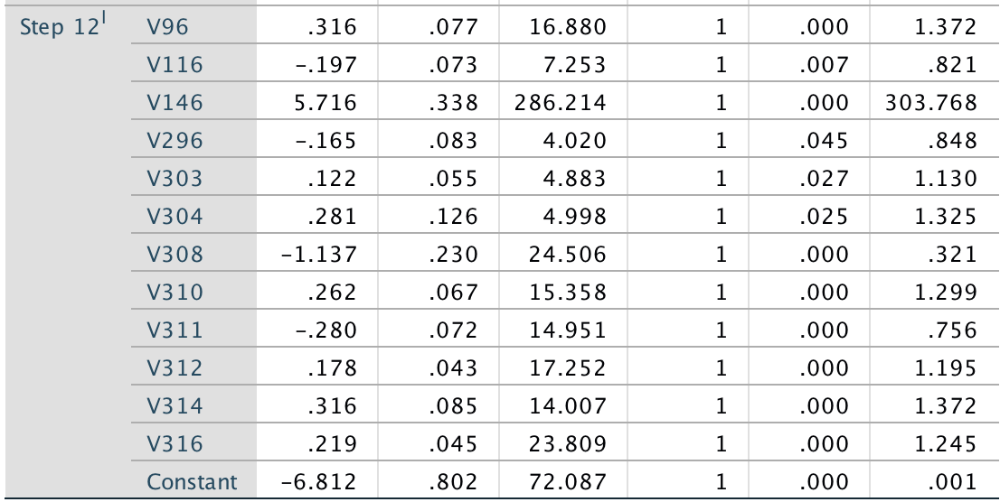 Step 12l V96 .316 .077 16.880 1 .000 1.372
V116 -.197 .073 7.253 1 .007 .821
V146 5.716 .338 286.214 1 .000 303.768
V296 -.165 .083 4.020 1 .045 .848
V303 .122 .055 4.883 1 .027 1.130
V304 .281 .126 4.998 1 .025 1.325
V308 -1.137 .230 24.506 1 .000 .321
V310 .262 .067 15.358 1 .000 1.299
V311 -.280 .072 14.951 1 .000 .756
V312 .178 .043 17.252 1 .000 1.195
V314 .316 .085 14.007 1 .000 1.372
V316 .219 .045 23.809 1 .000 1.245
Constant -6.812 .802 72.087 1 .000 .001